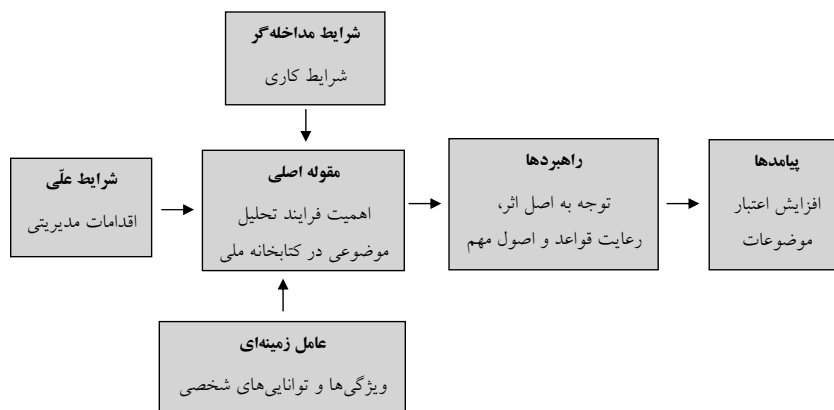 شرایط مداخله‌گر
شرایط کاری
شرایط علّی
اقدامات مدیریتی
مقوله اصلی
اهمیت فرایند تحلیل
موضوعی در کتابخانه ملی
راهبردها
توجه به اصل اثر،
رعایت قواعد و اصول مهم
پیامدها
افزایش اعتبار
موضوعات
عامل زمینه‌ای
ویژگی‌ها و توانایی‌های شخصی